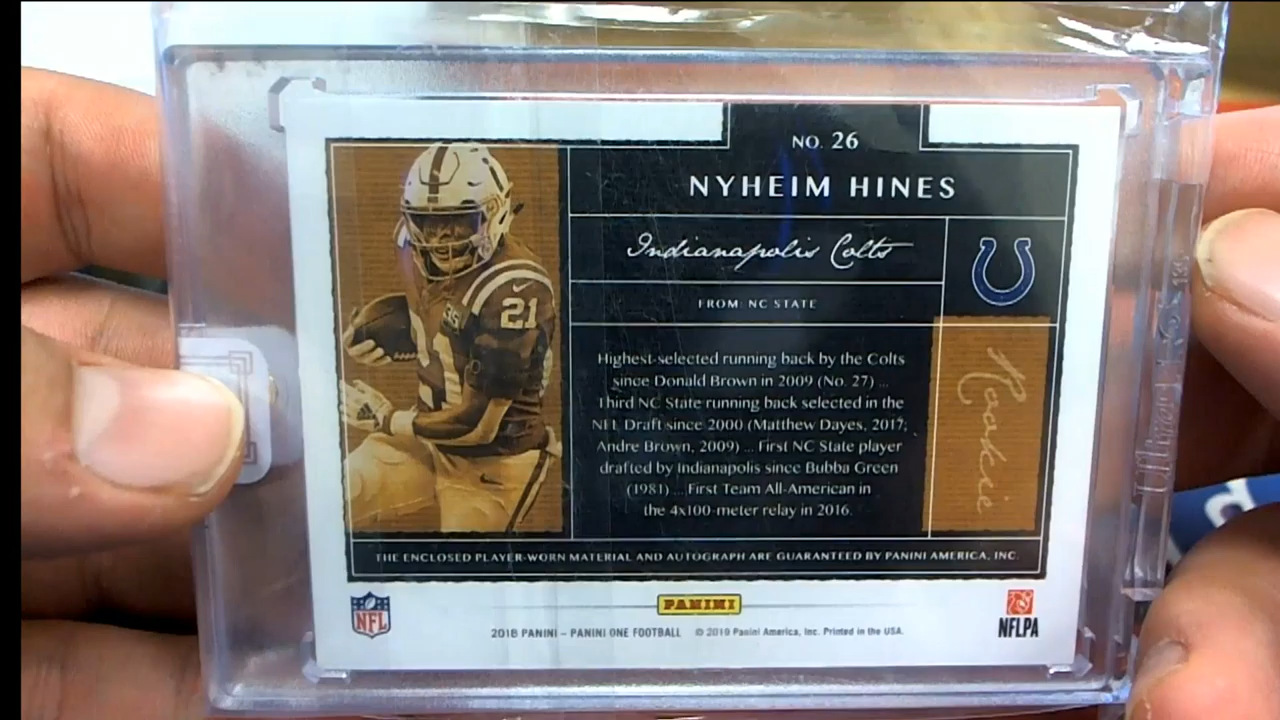 NO. 26
NYHEIM HINES
Indianapolis Colts
FROM NC STATE
Highest-selected running back by the Colts
since Donald Brown in 2009 (No. 27) ...
Third NC State running back selected in the
NFL Draft since 2000 (Matthew Dayes, 2017;
Andre Brown, 2009) ... First NC State player
drafted by Indianapolis since Bubba Green
(1981) ... First Team All-American in
the 4x100-meter relay in 2016.
Rookie
21
21
THE ENCLOSED PLAYER-WORN MATERIAL AND AUTOGRAPH ARE GUARANTEED BY PANINI AMERICA, INC.
NFL
PANINI
2018 PANINI – PANINI ONE FOOTBALL © 2019 Panini America, Inc. Printed in the USA.
NFLPA